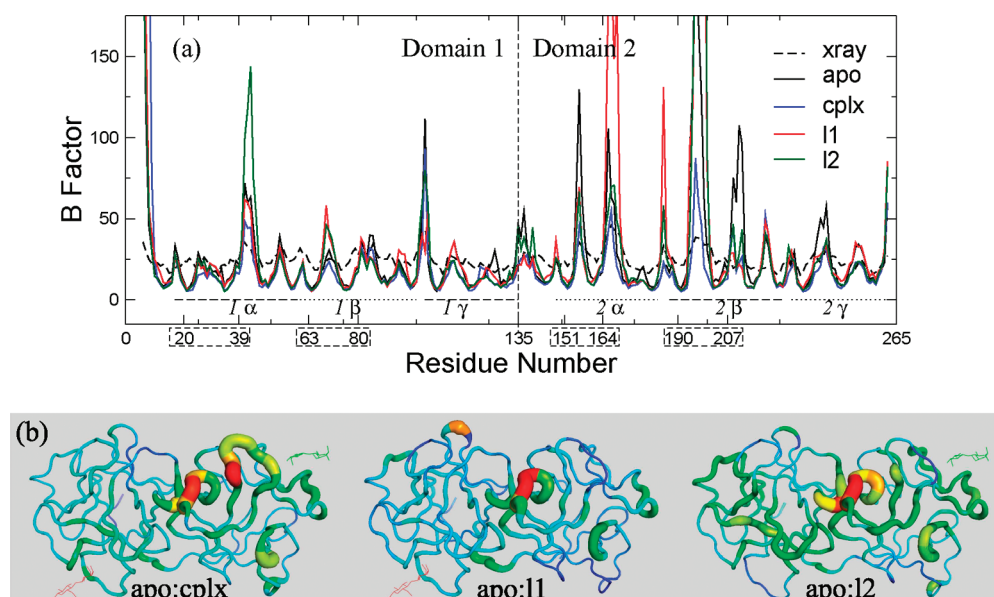 (a)
Domain 1
Domain 2
xray
apo
cplx
l1
l2
150
100
50
0
B Factor
1 α
1 β
1 γ
2 α
2 β
2 γ
0
20
39
63
80
135
151
164
190
207
265
Residue Number
(b)
apo:cplx
apo:l1
apo:l2